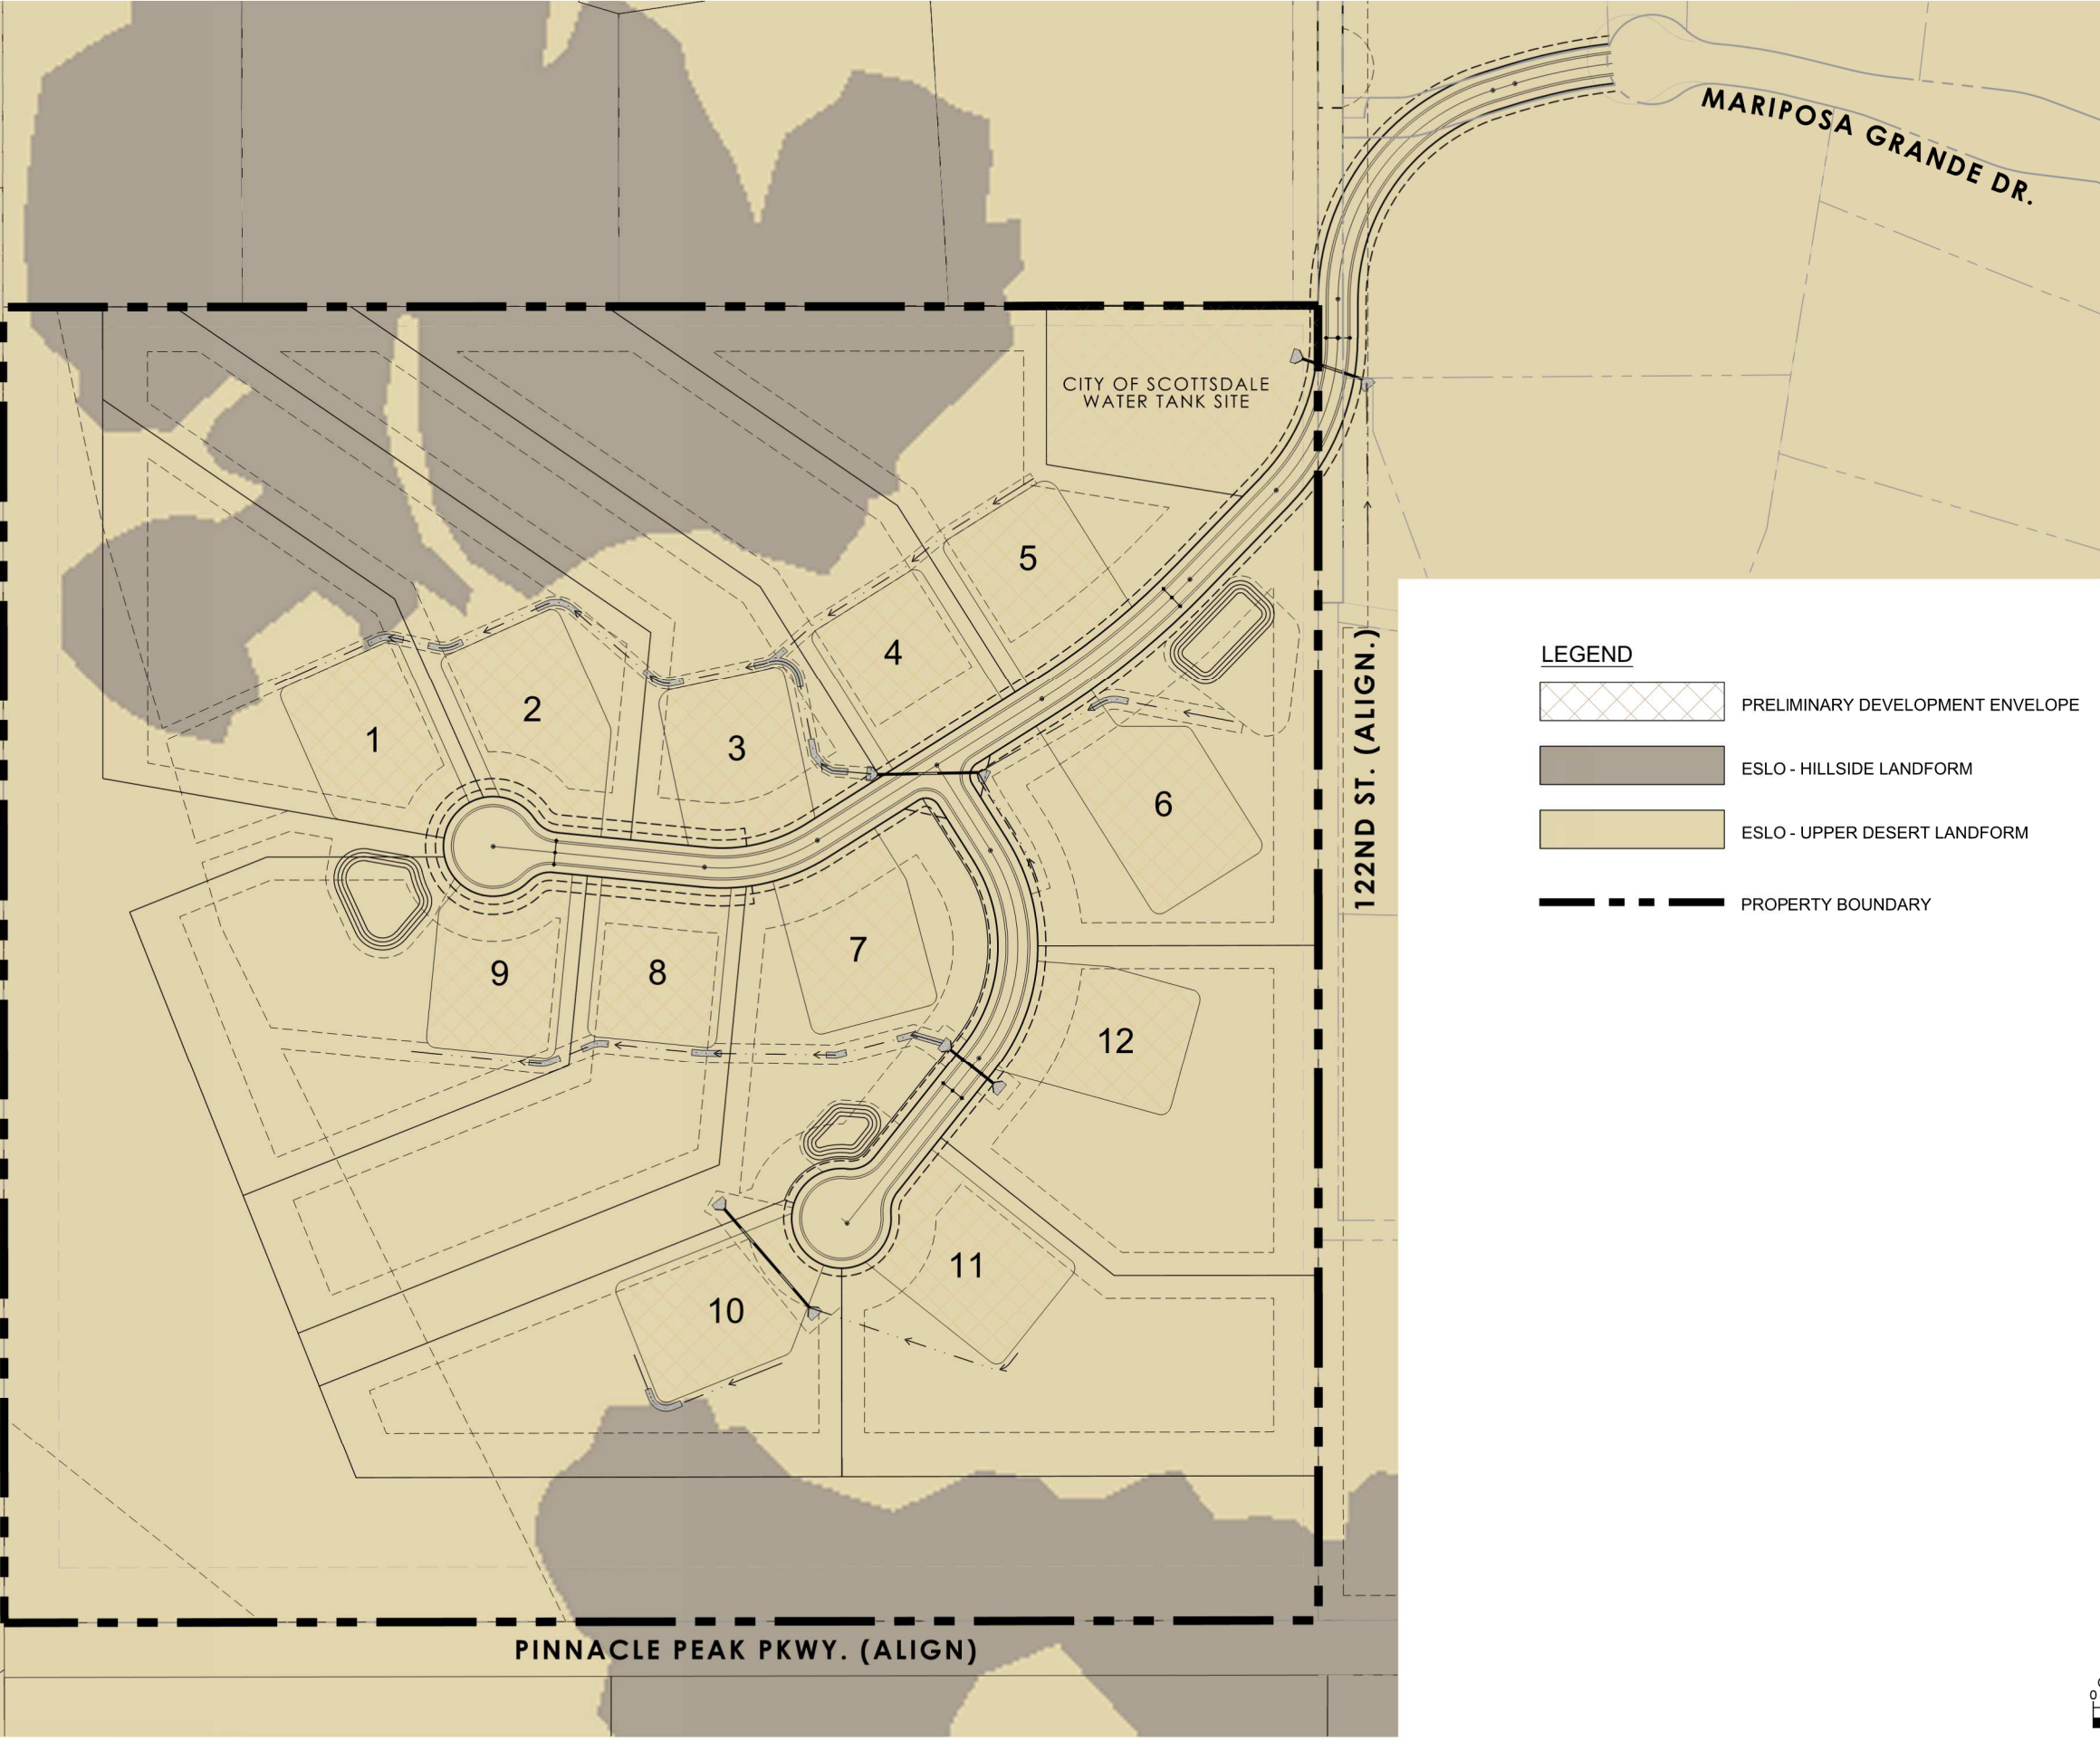 MARIPOSA GRANDE DR.
CITY OF SCOTTSDALE
WATER TANK SITE
5
4
2
1
3
6
122ND ST. (ALIGN.)
7
9
8
12
11
10
PINNACLE PEAK PKWY. (ALIGN)
LEGEND
PRELIMINARY DEVELOPMENT ENVELOPE
ESLO - HILLSIDE LANDFORM
ESLO - UPPER DESERT LANDFORM
PROPERTY BOUNDARY